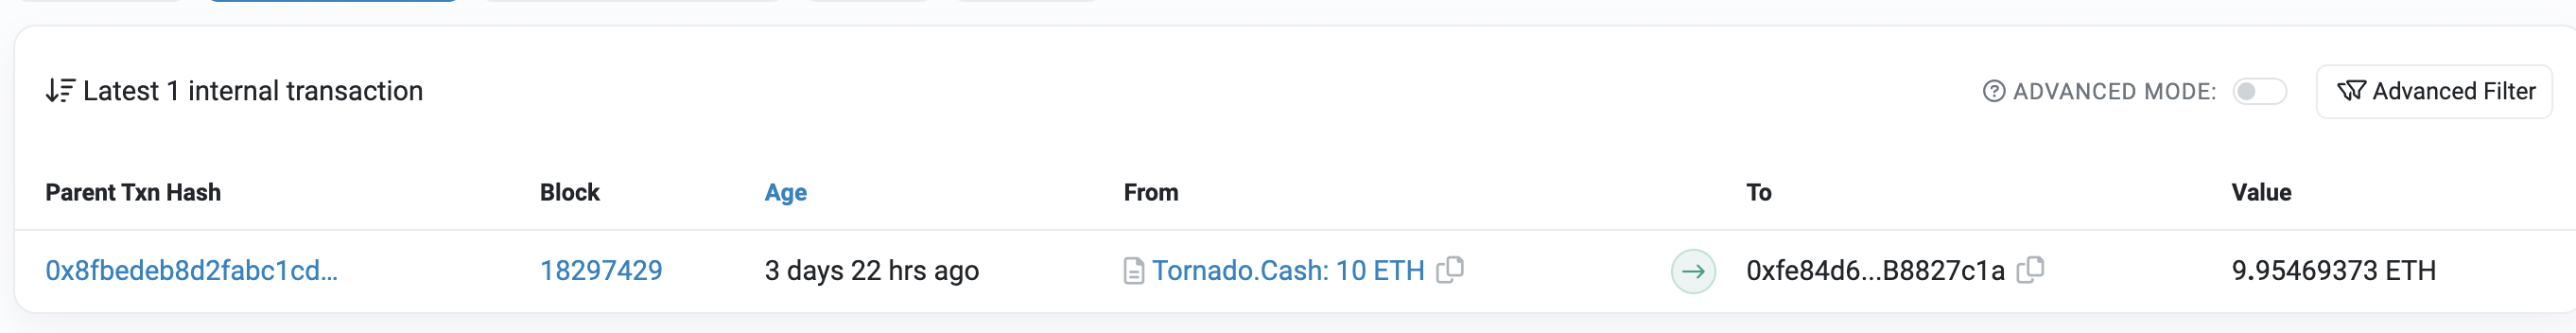 Latest 1 internal transaction
ADVANCED MODE:
Advanced Filter
Parent Txn Hash Block Age From To Value
0x8fbedeb8d2fabc1cd... 18297429 3 days 22 hrs ago Tornado.Cash: 10 ETH 0xfe84d6...B8827c1a 9.95469373 ETH